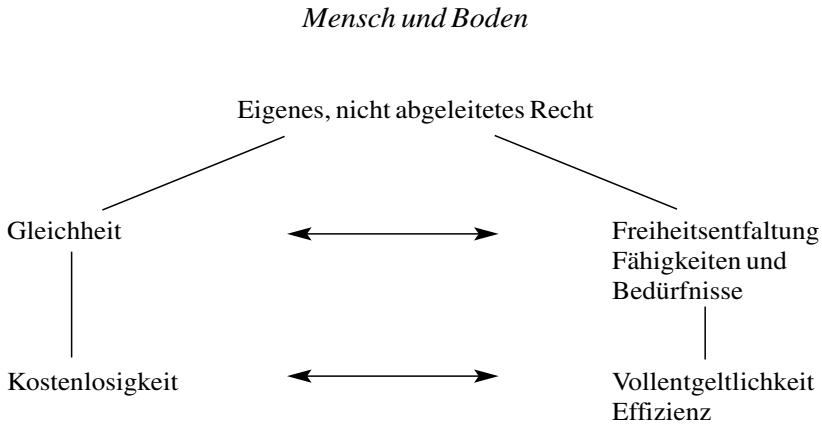 Mensch und Boden
Eigenes, nicht abgeleitetes Recht
Gleichheit
Freiheitsentfaltung
Fähigkeiten und
Bedürfnisse
Kostenlosigkeit
Vollentgeltlichkeit
Effizienz